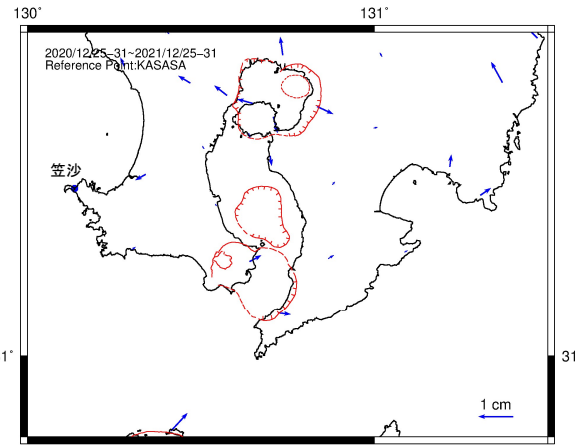 130° 131°
2020/12/25-31~2021/12/25-31
Reference Point:KASASA
笠沙
1° 31
1 cm